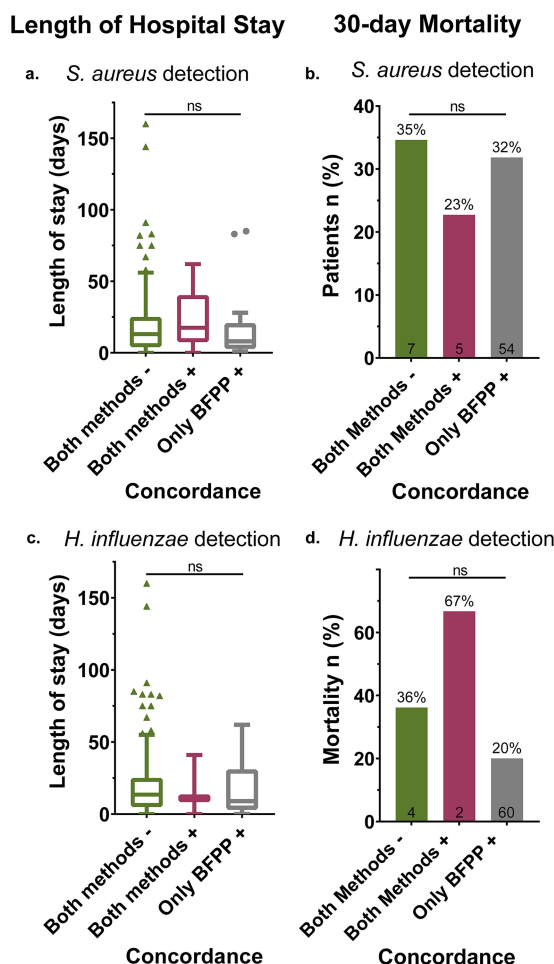 Length of Hospital Stay
30-day Mortality
a. S. aureus detection
ns
150
100
50
0
Length of stay (days)
Both methods -
Both methods +
Only BFPP +
Concordance
b. S. aureus detection
ns
40
30
20
10
0
Patients n (%)
35%
23%
32%
7
5
54
Both Methods -
Both Methods +
Only BFPP +
Concordance
c. H. influenzae detection
ns
150
100
50
0
Length of stay (days)
Both methods -
Both methods +
Only BFPP +
Concordance
d. H. influenzae detection
ns
60
40
20
0
Mortality n (%)
36%
67%
20%
4
2
60
Both Methods -
Both Methods +
Only BFPP +
Concordance